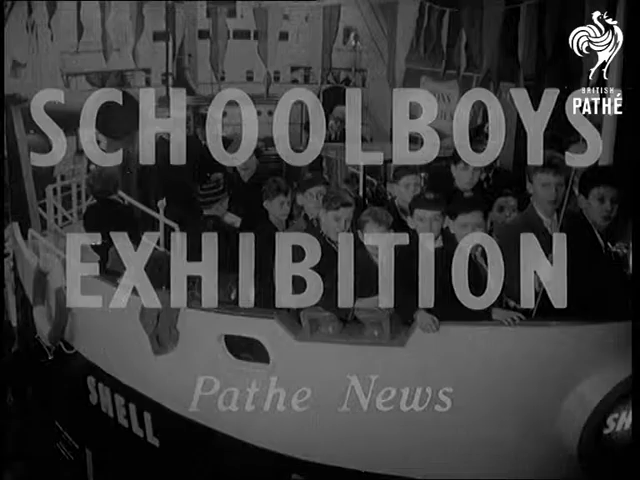 BRITISH
PATHÉ
SCHOOLBOYS
EXHIBITION
Pathe News
SHELL
SH